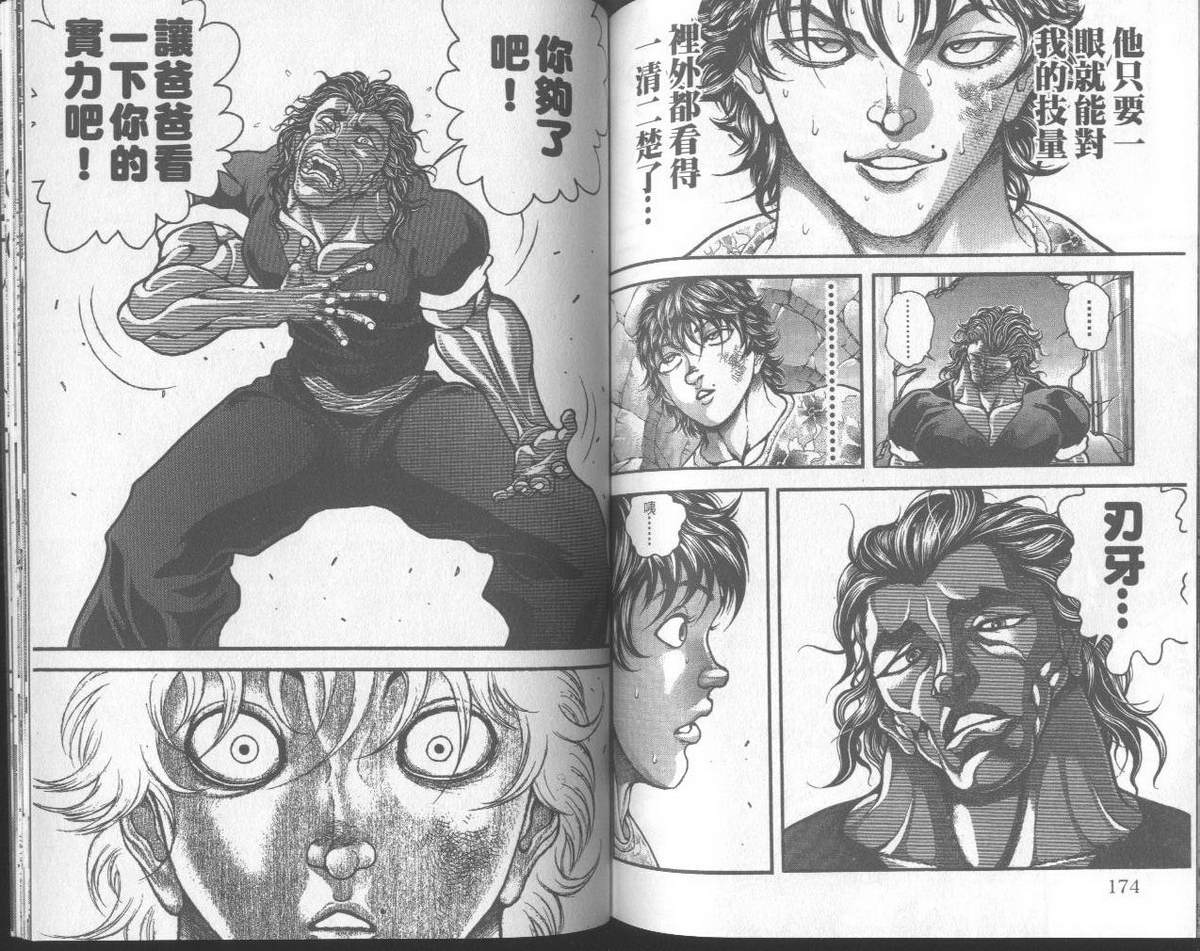 他只要一
眼就能對
我的技量
裡外都看得
一清二楚了…
……
………
…………………
刃牙…
咦……
你夠了
吧！
讓爸爸看
一下你的
實力吧！
174